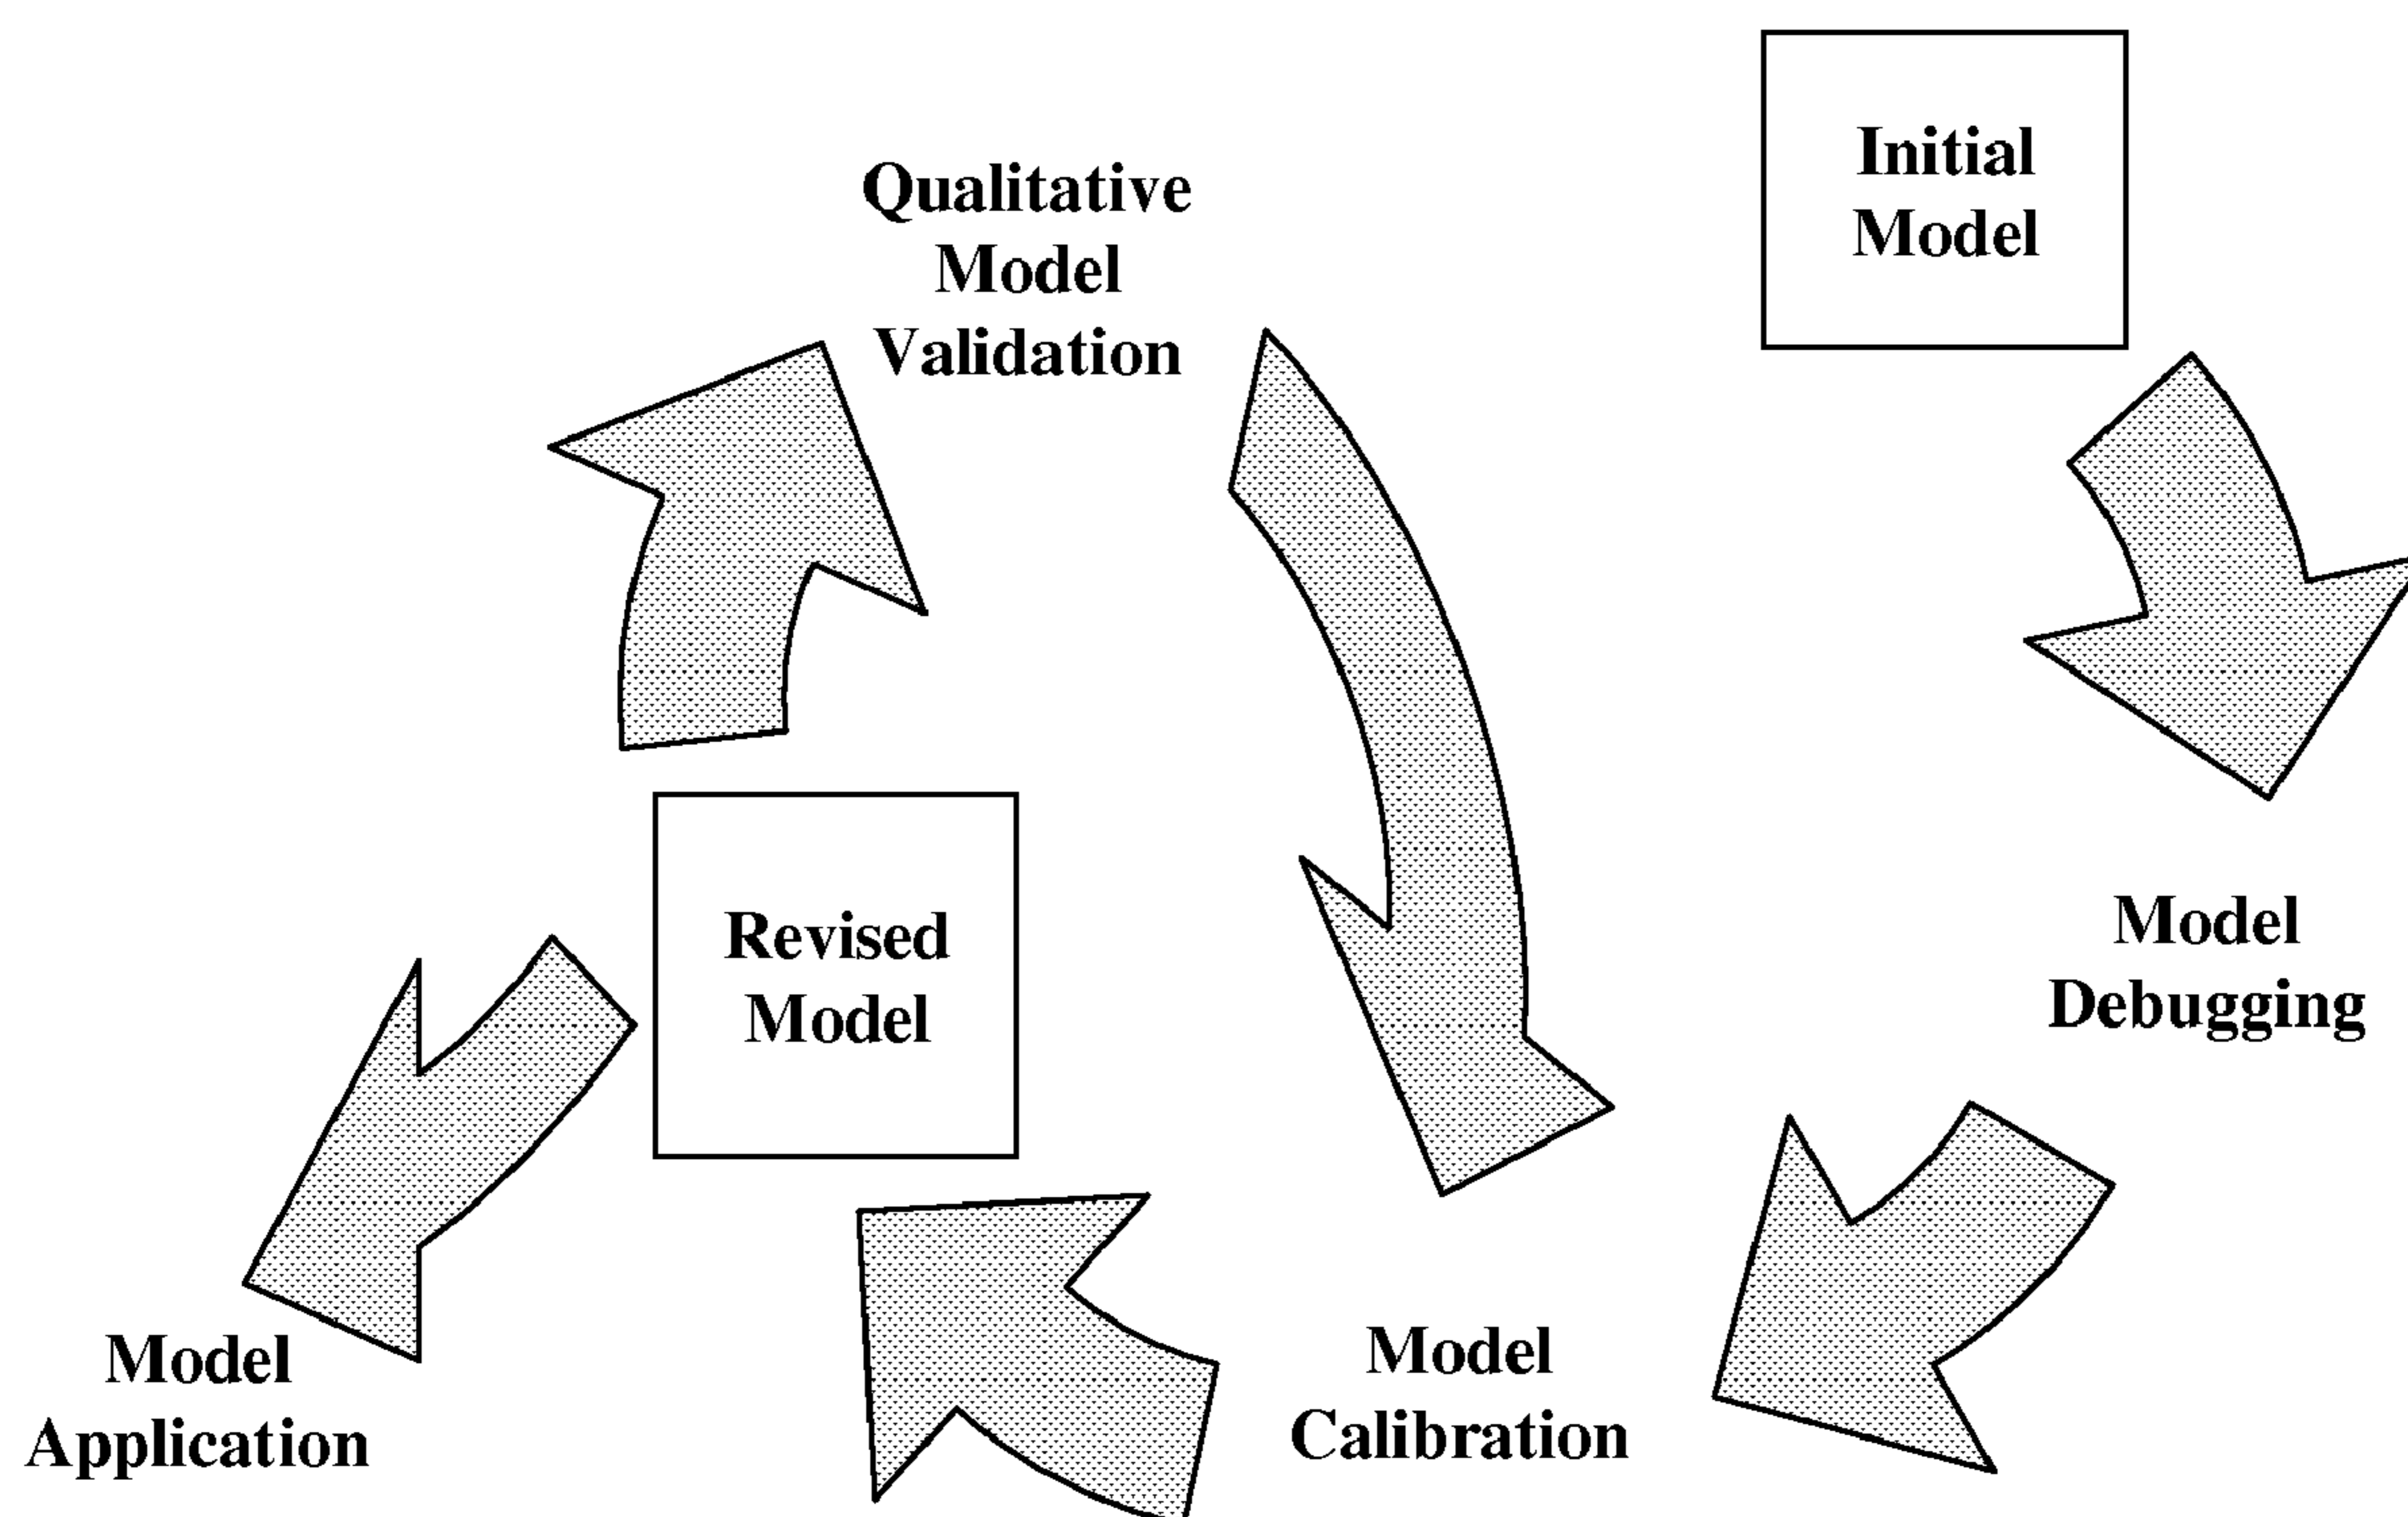 Initial
Model
Qualitative
Model
Validation
Model
Debugging
Revised
Model
Model
Calibration
Model
Application